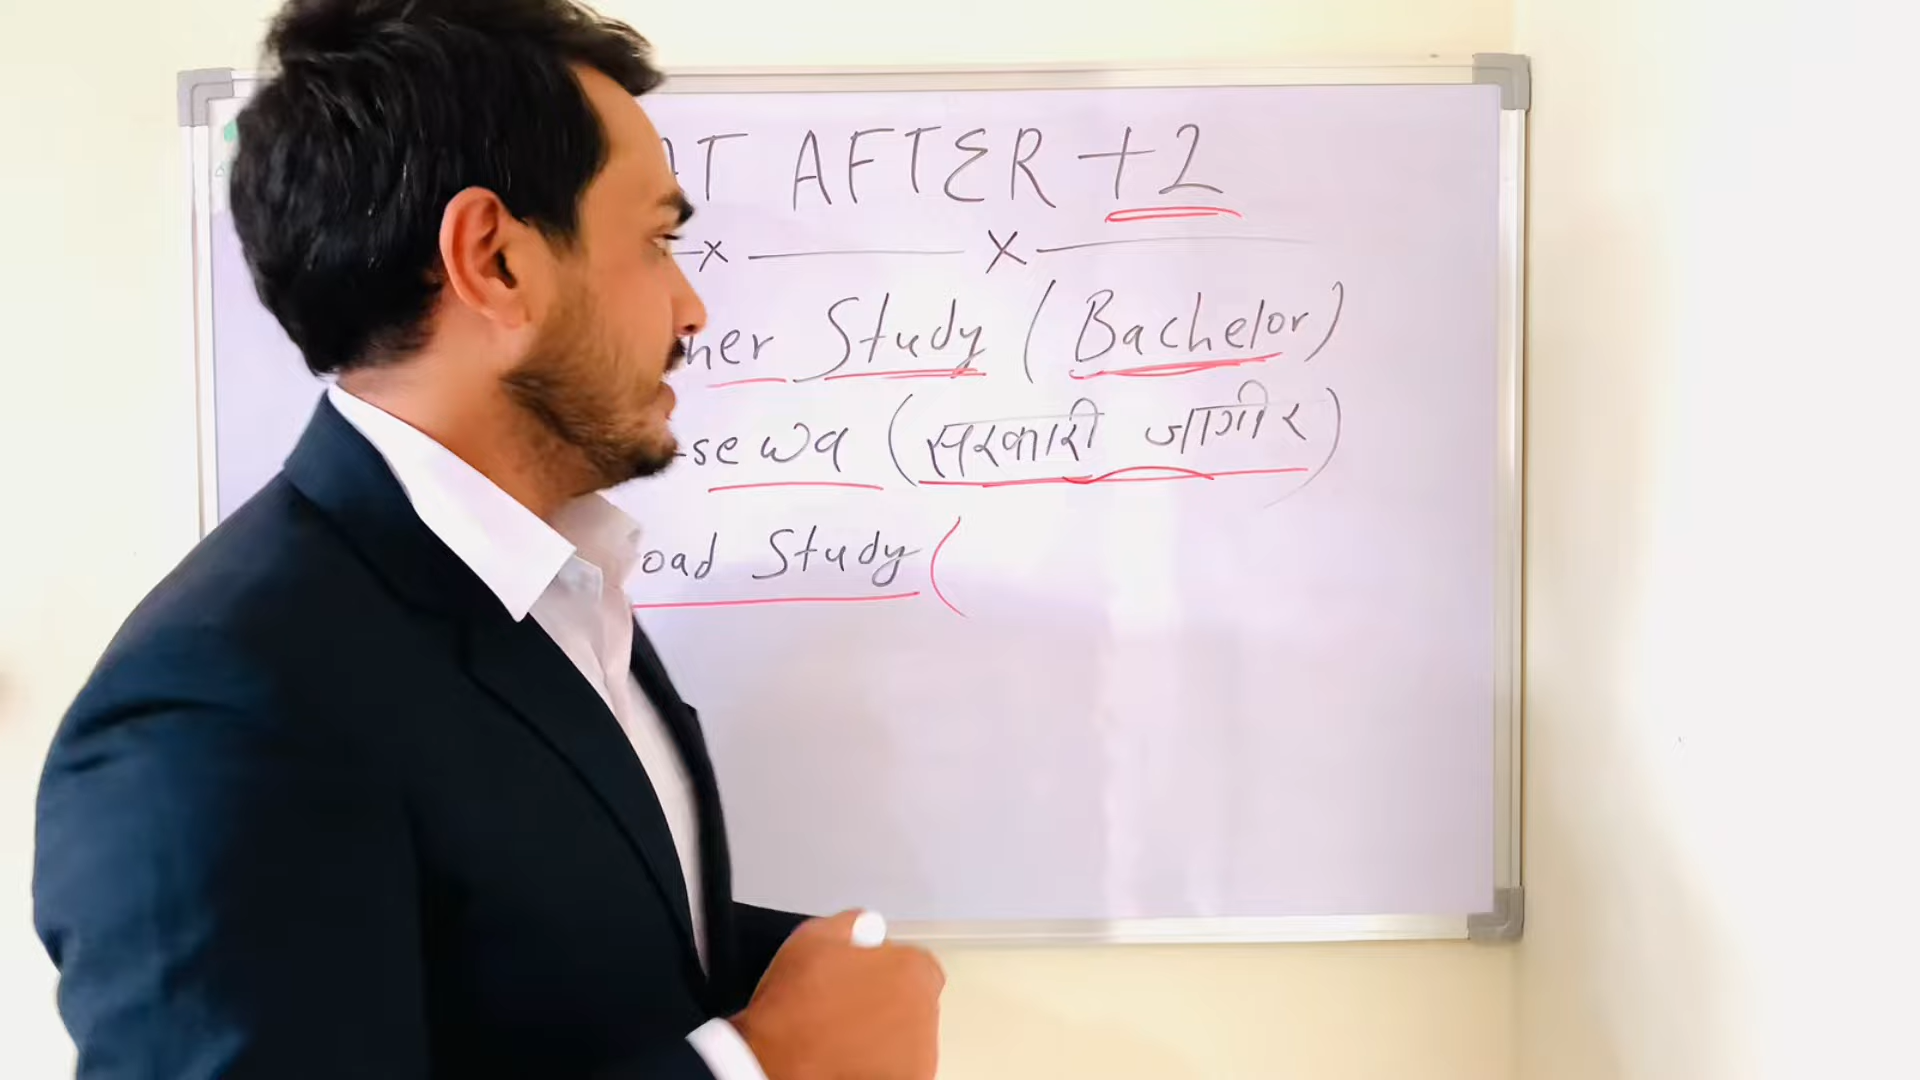 AT AFTER +2
x x
her Study (Bachelor)
-sewa (सरकारी जागीर)
oad Study (